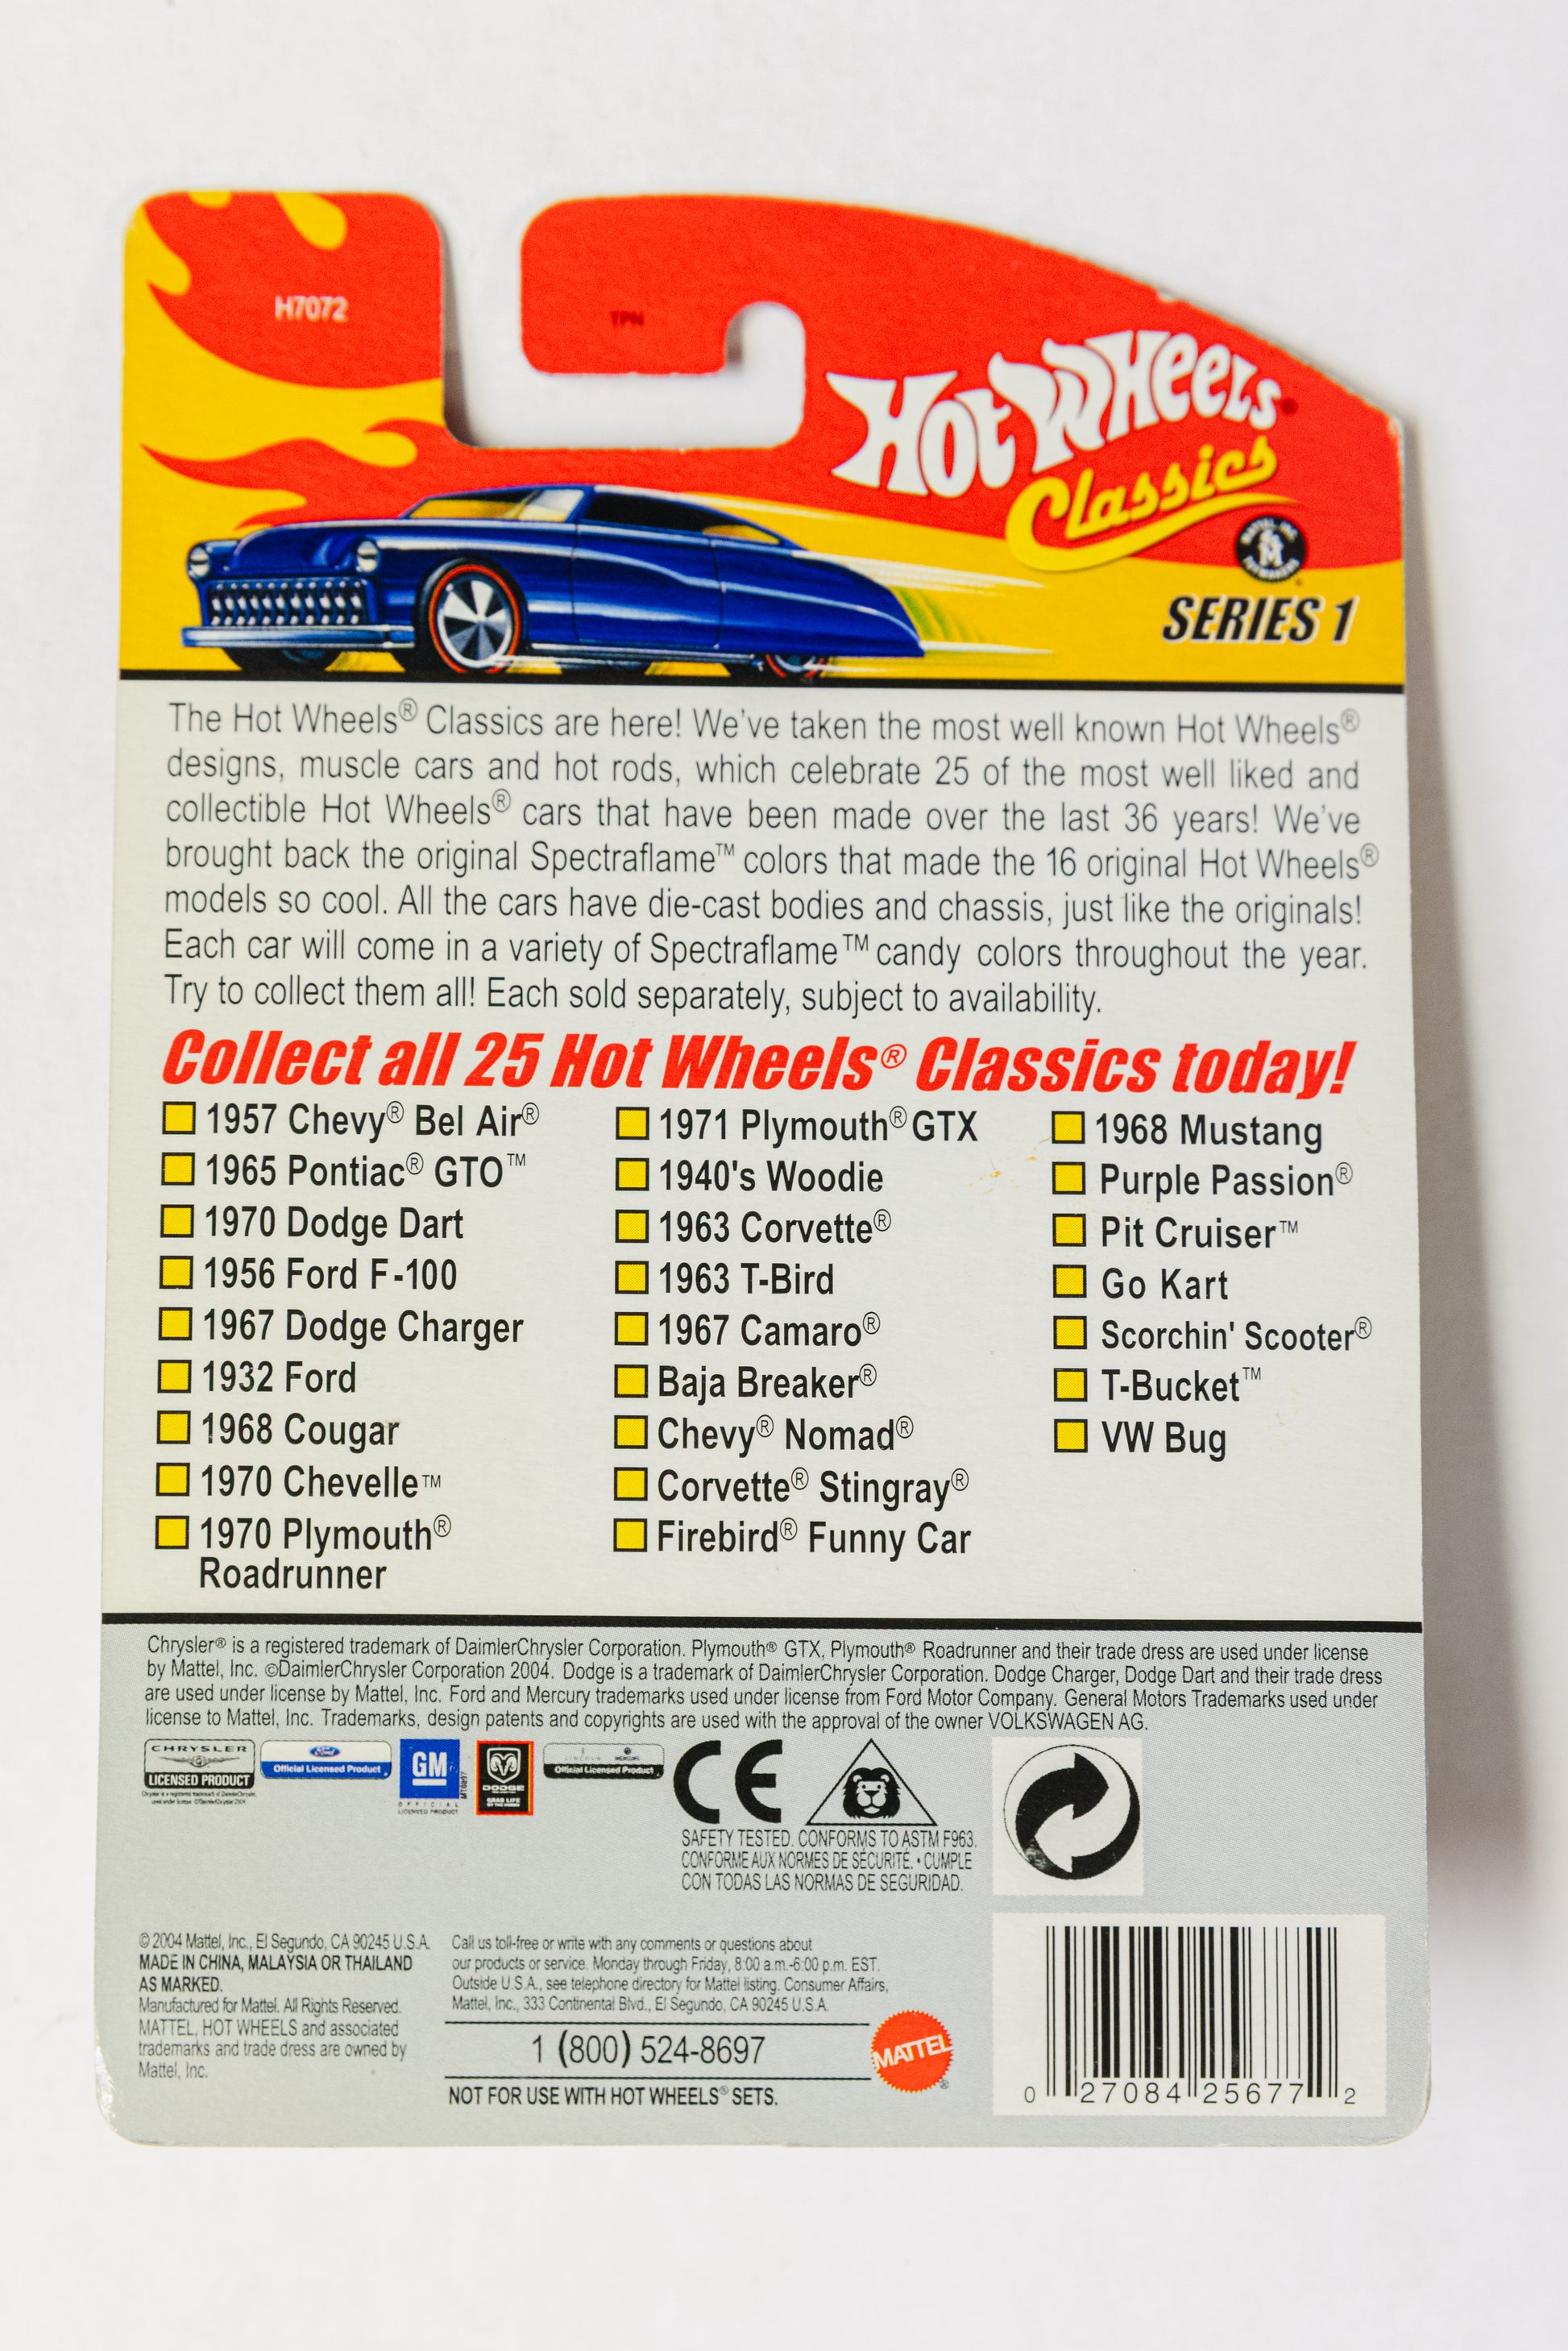 H7072
TPN
Hot Wheels
Classics
SERIES 1
The Hot Wheels® Classics are here! We've taken the most well known Hot Wheels®
designs, muscle cars and hot rods, which celebrate 25 of the most well liked and
collectible Hot Wheels® cars that have been made over the last 36 years! We've
brought back the original Spectraflame™ colors that made the 16 original Hot Wheels®
models so cool. All the cars have die-cast bodies and chassis, just like the originals!
Each car will come in a variety of Spectraflame™ candy colors throughout the year.
Try to collect them all! Each sold separately, subject to availability.
Collect all 25 Hot Wheels® Classics today!
1957 Chevy® Bel Air®
1965 Pontiac® GTO™
1970 Dodge Dart
1956 Ford F-100
1967 Dodge Charger
1932 Ford
1968 Cougar
1970 Chevelle™
1970 Plymouth®
Roadrunner
1971 Plymouth® GTX
1940's Woodie
1963 Corvette®
1963 T-Bird
1967 Camaro®
Baja Breaker®
Chevy® Nomad®
Corvette® Stingray®
Firebird® Funny Car
1968 Mustang
Purple Passion®
Pit Cruiser™
Go Kart
Scorchin' Scooter®
T-Bucket™
VW Bug
Chrysler® is a registered trademark of DaimlerChrysler Corporation. Plymouth® GTX, Plymouth® Roadrunner and their trade dress are used under license
by Mattel, Inc. ©DaimlerChrysler Corporation 2004. Dodge is a trademark of DaimlerChrysler Corporation. Dodge Charger, Dodge Dart and their trade dress
are used under license by Mattel, Inc. Ford and Mercury trademarks used under license from Ford Motor Company. General Motors Trademarks used under
license to Mattel, Inc. Trademarks, design patents and copyrights are used with the approval of the owner VOLKSWAGEN AG.
CHRYSLER
LICENSED PRODUCT
Ford
Official Licensed Product
GM
OFFICIAL
LICENSED PRODUCT
DODGE
GRAB LIFE
BY THE HORNS
LINCOLN MERCURY
Official Licensed Product
CE
SAFETY TESTED. CONFORMS TO ASTM F963.
CONFORME AUX NORMES DE SÉCURITÉ. • CUMPLE
CON TODAS LAS NORMAS DE SEGURIDAD.
© 2004 Mattel, Inc., El Segundo, CA 90245 U.S.A.
MADE IN CHINA, MALAYSIA OR THAILAND
AS MARKED.
Manufactured for Mattel. All Rights Reserved.
MATTEL, HOT WHEELS and associated
trademarks and trade dress are owned by
Mattel, Inc.
Call us toll-free or write with any comments or questions about
our products or service. Monday through Friday, 8:00 a.m.-6:00 p.m. EST.
Outside U.S.A., see telephone directory for Mattel listing. Consumer Affairs,
Mattel, Inc., 333 Continental Blvd., El Segundo, CA 90245 U.S.A.
1 (800) 524-8697
NOT FOR USE WITH HOT WHEELS® SETS.
MATTEL
0 27084 25677 2